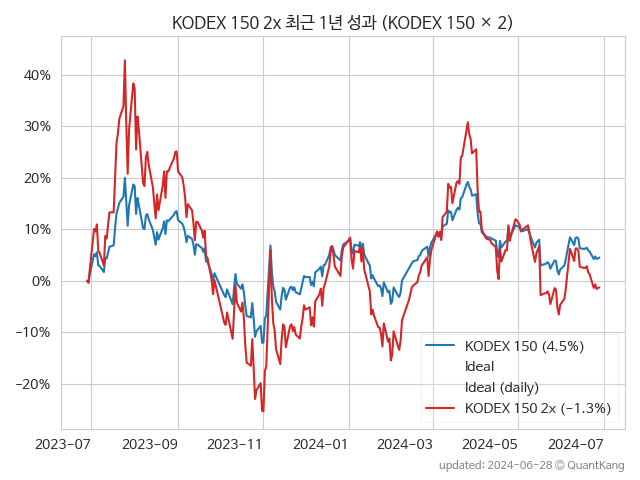 KODEX 150 2x 최근 1년 성과 (KODEX 150 × 2)
40%
30%
20%
10%
0%
−10%
−20%
KODEX 150 (4.5%)
Ideal
Ideal (daily)
KODEX 150 2x (−1.3%)
2023-07 2023-09 2023-11 2024-01 2024-03 2024-05 2024-07
updated: 2024-06-28 © QuantKang